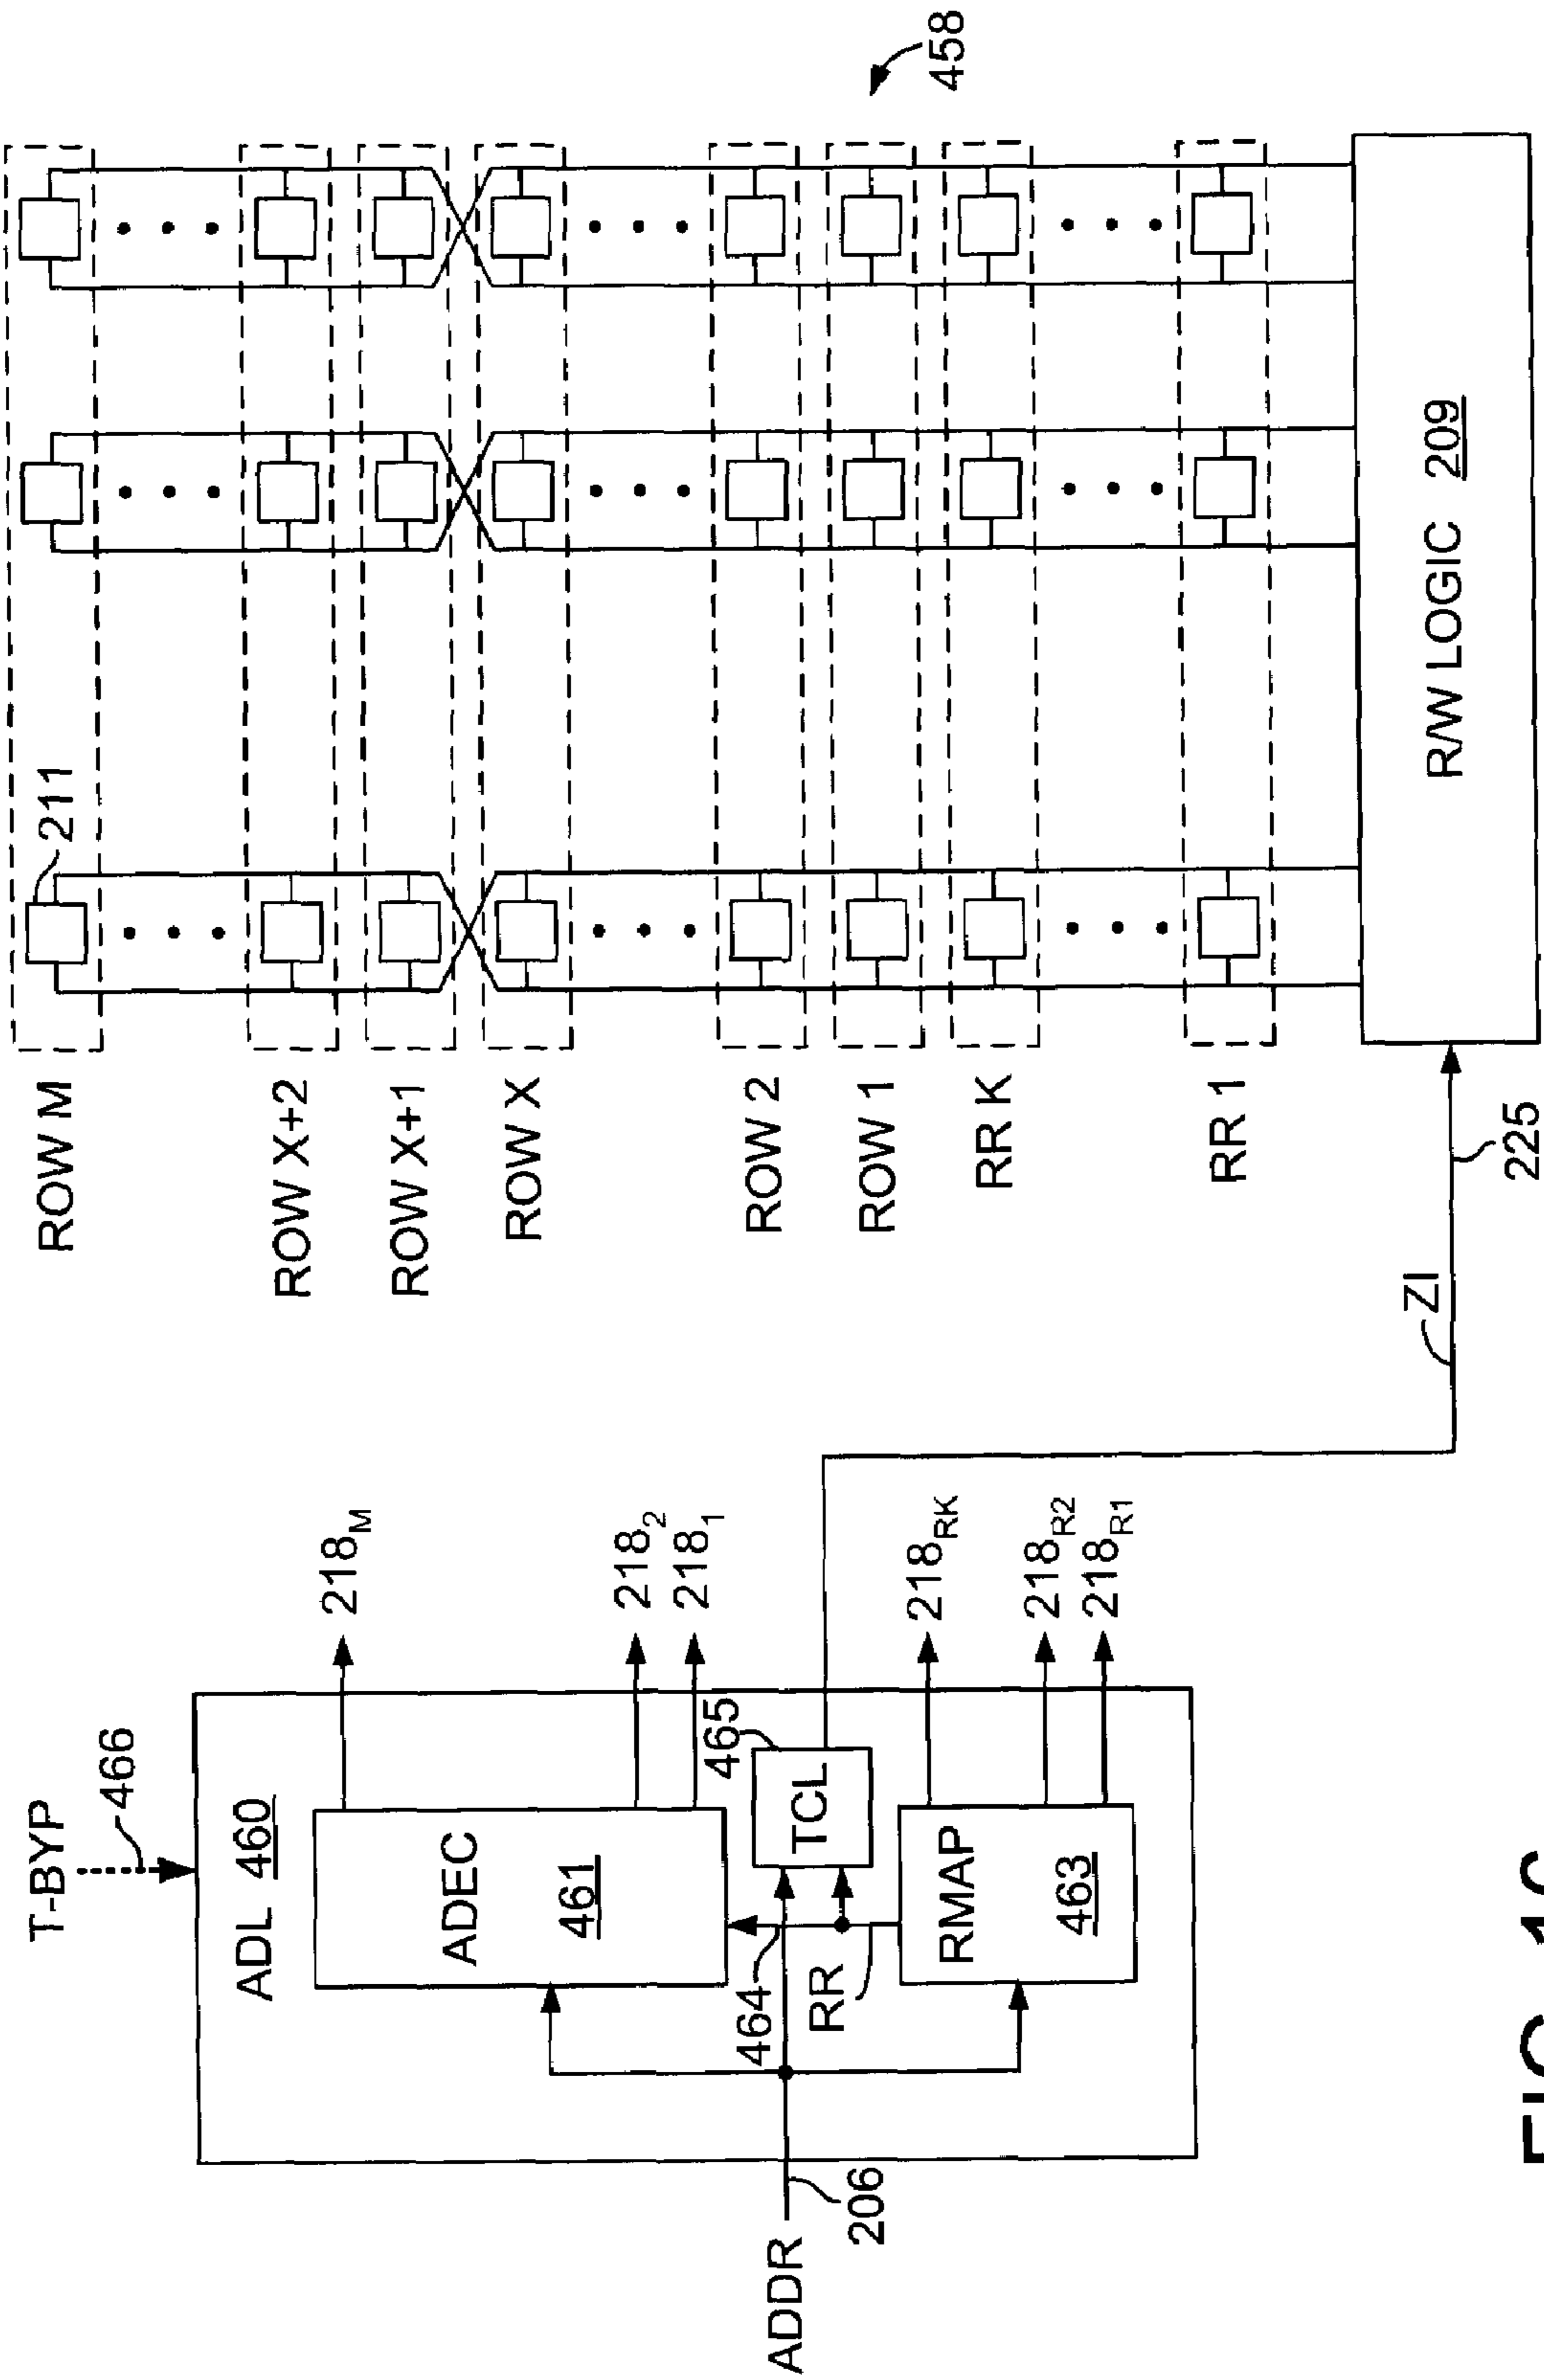 T-BYP
466
ADL 460
ADEC
461
218M
2182
2181
465
TCL
464
RR
RMAP
463
218RK
218R2
218R1
ADDR
206
ZI
225
ROW M
ROW X+2
ROW X+1
ROW X
ROW 2
ROW 1
RR K
RR 1
211
458
R/W LOGIC 209